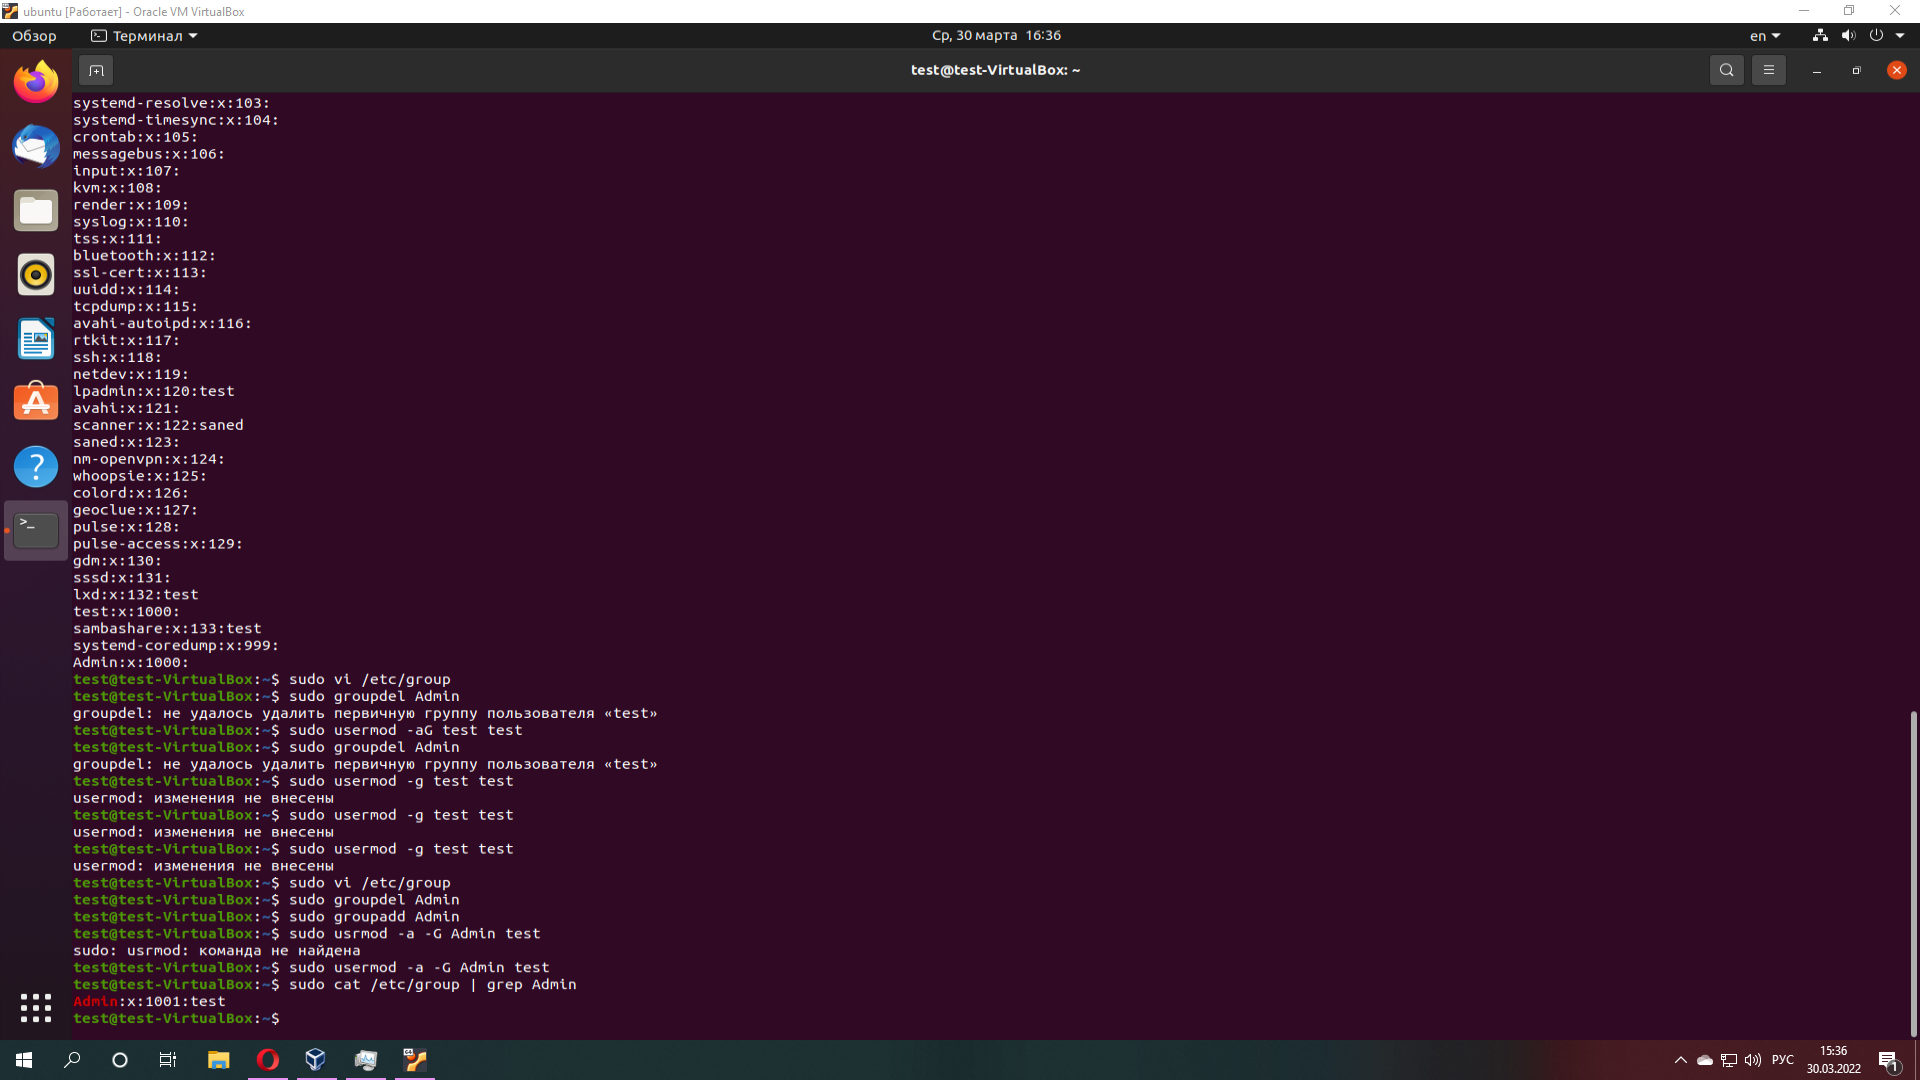 ubuntu [Работает] - Oracle VM VirtualBox
Обзор
Терминал
Ср, 30 марта 16:36
en
test@test-VirtualBox: ~
systemd-resolve:x:103:
systemd-timesync:x:104:
crontab:x:105:
messagebus:x:106:
input:x:107:
kvm:x:108:
render:x:109:
syslog:x:110:
tss:x:111:
bluetooth:x:112:
ssl-cert:x:113:
uuidd:x:114:
tcpdump:x:115:
avahi-autoipd:x:116:
rtkit:x:117:
ssh:x:118:
netdev:x:119:
lpadmin:x:120:test
avahi:x:121:
scanner:x:122:saned
saned:x:123:
nm-openvpn:x:124:
whoopsie:x:125:
colord:x:126:
geoclue:x:127:
pulse:x:128:
pulse-access:x:129:
gdm:x:130:
sssd:x:131:
lxd:x:132:test
test:x:1000:
sambashare:x:133:test
systemd-coredump:x:999:
Admin:x:1000:
test@test-VirtualBox:~$ sudo vi /etc/group
test@test-VirtualBox:~$ sudo groupdel Admin
groupdel: не удалось удалить первичную группу пользователя «test»
test@test-VirtualBox:~$ sudo usermod -aG test test
test@test-VirtualBox:~$ sudo groupdel Admin
groupdel: не удалось удалить первичную группу пользователя «test»
test@test-VirtualBox:~$ sudo usermod -g test test
usermod: изменения не внесены
test@test-VirtualBox:~$ sudo usermod -g test test
usermod: изменения не внесены
test@test-VirtualBox:~$ sudo usermod -g test test
usermod: изменения не внесены
test@test-VirtualBox:~$ sudo vi /etc/group
test@test-VirtualBox:~$ sudo groupdel Admin
test@test-VirtualBox:~$ sudo groupadd Admin
test@test-VirtualBox:~$ sudo usrmod -a -G Admin test
sudo: usrmod: команда не найдена
test@test-VirtualBox:~$ sudo usermod -a -G Admin test
test@test-VirtualBox:~$ sudo cat /etc/group | grep Admin
Admin:x:1001:test
test@test-VirtualBox:~$
РУС
15:36
30.03.2022
1